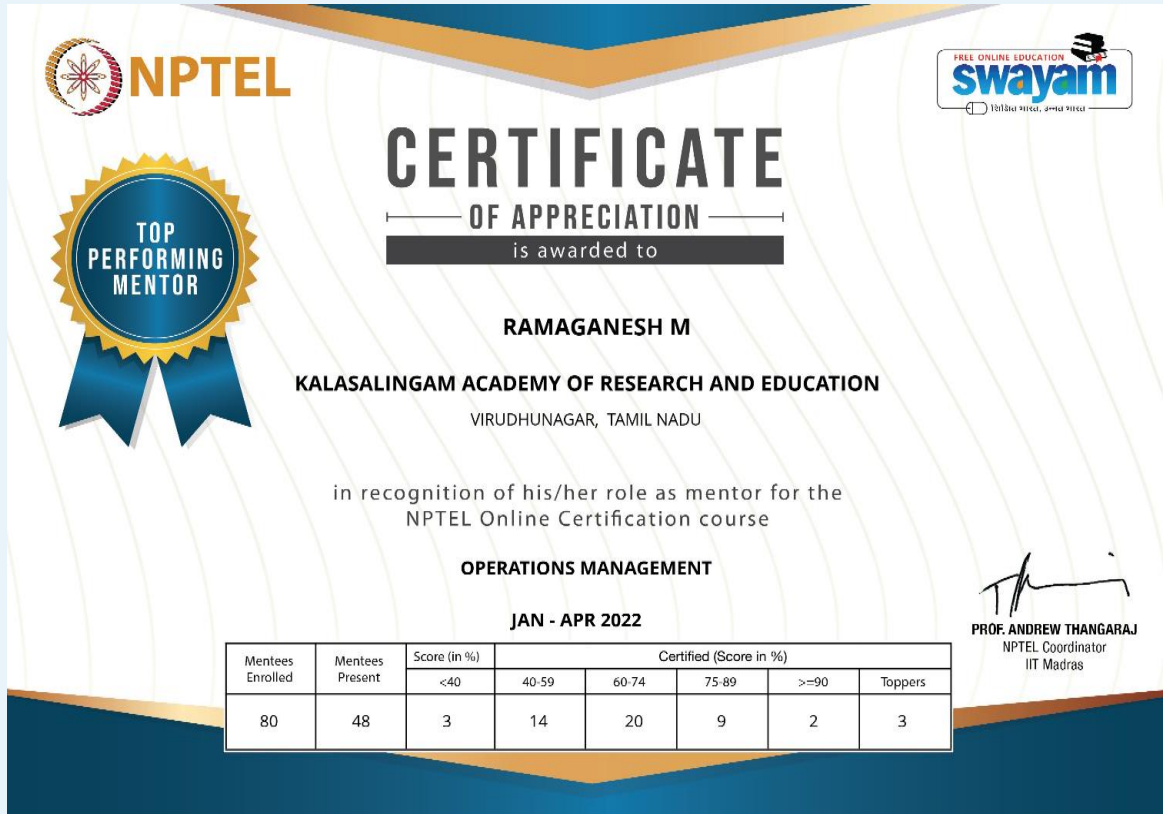 NPTEL
FREE ONLINE EDUCATION
swayam
शिक्षित भारत, उन्नत भारत
CERTIFICATE
OF APPRECIATION
is awarded to
TOP
PERFORMING
MENTOR
RAMAGANESH M
KALASALINGAM ACADEMY OF RESEARCH AND EDUCATION
VIRUDHUNAGAR, TAMIL NADU
in recognition of his/her role as mentor for the
NPTEL Online Certification course
OPERATIONS MANAGEMENT
JAN - APR 2022
PROF. ANDREW THANGARAJ
NPTEL Coordinator
IIT Madras
Mentees Enrolled Mentees Present Score (in %) Certified (Score in %)
<40 40-59 60-74 75-89 >=90 Toppers
80 48 3 14 20 9 2 3